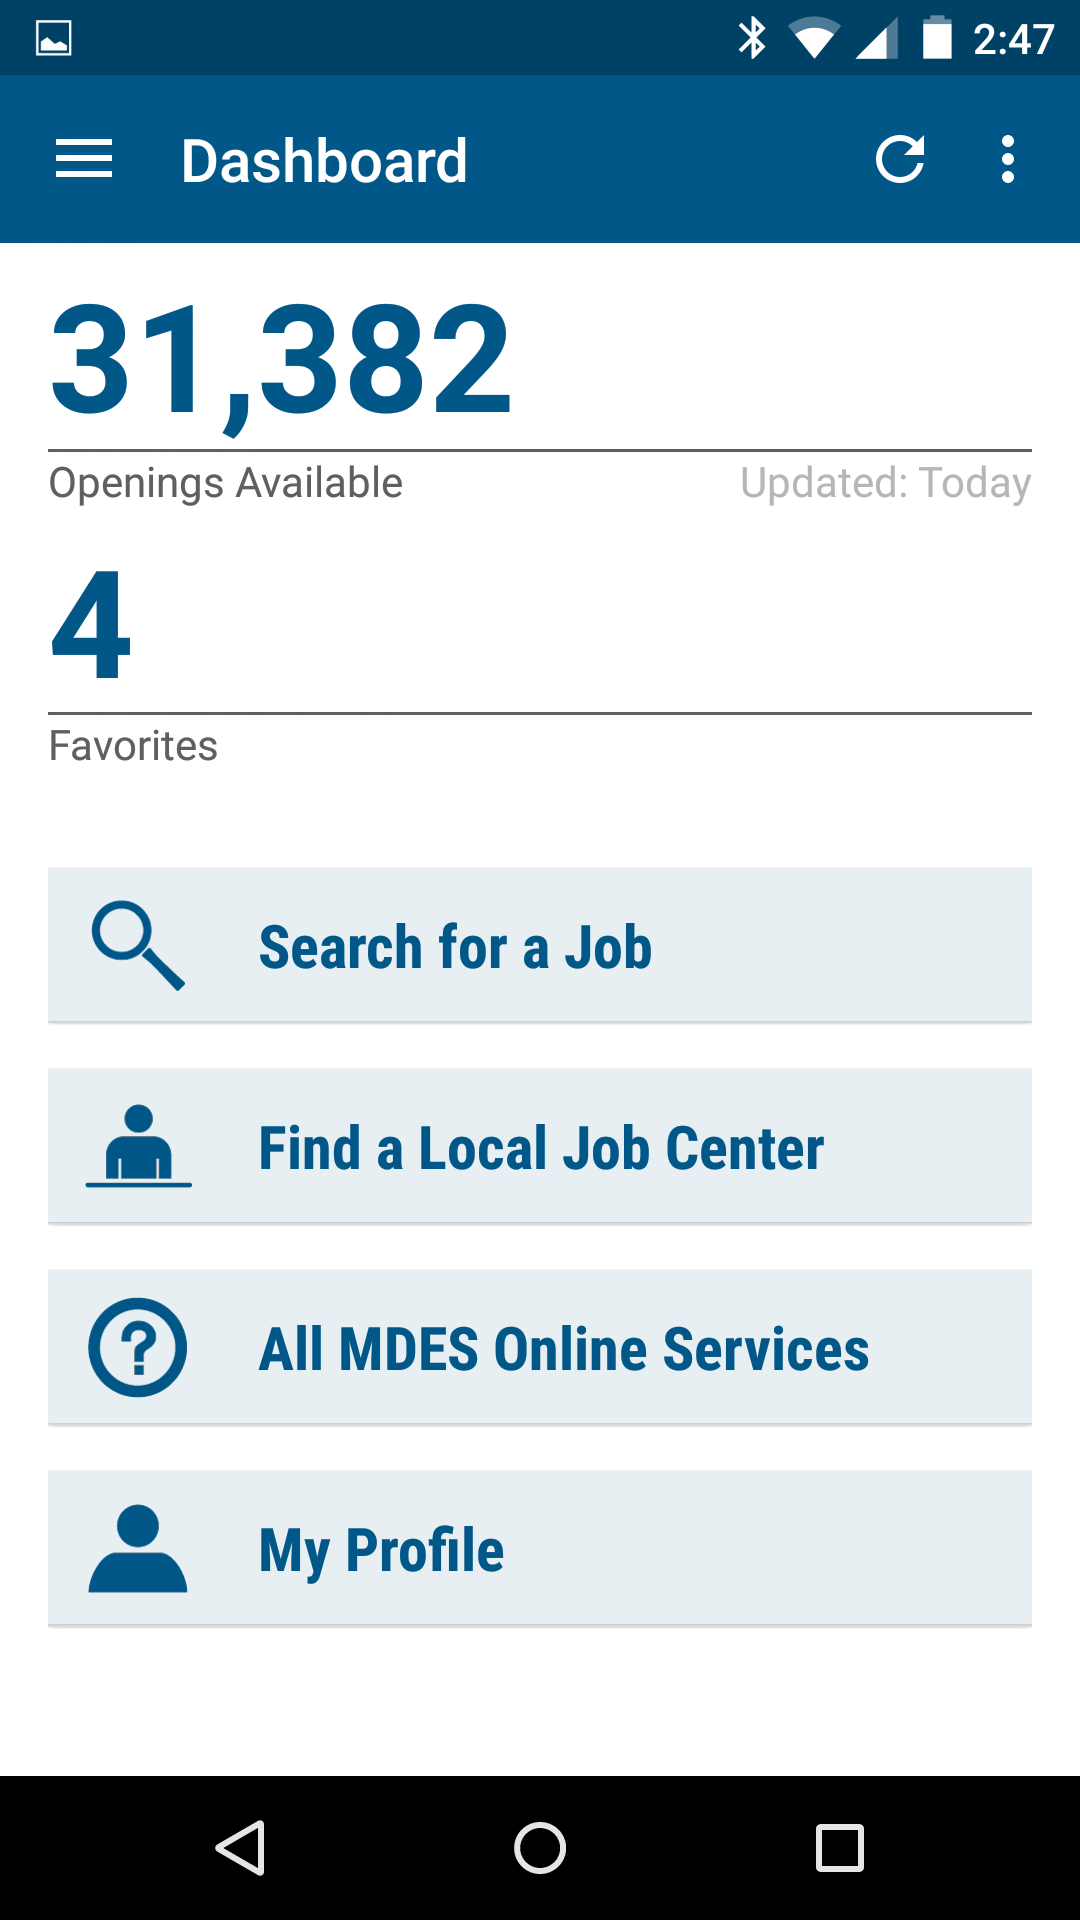 2:47
Dashboard
31,382
Openings Available Updated: Today
4
Favorites
Search for a Job
Find a Local Job Center
All MDES Online Services
My Profile